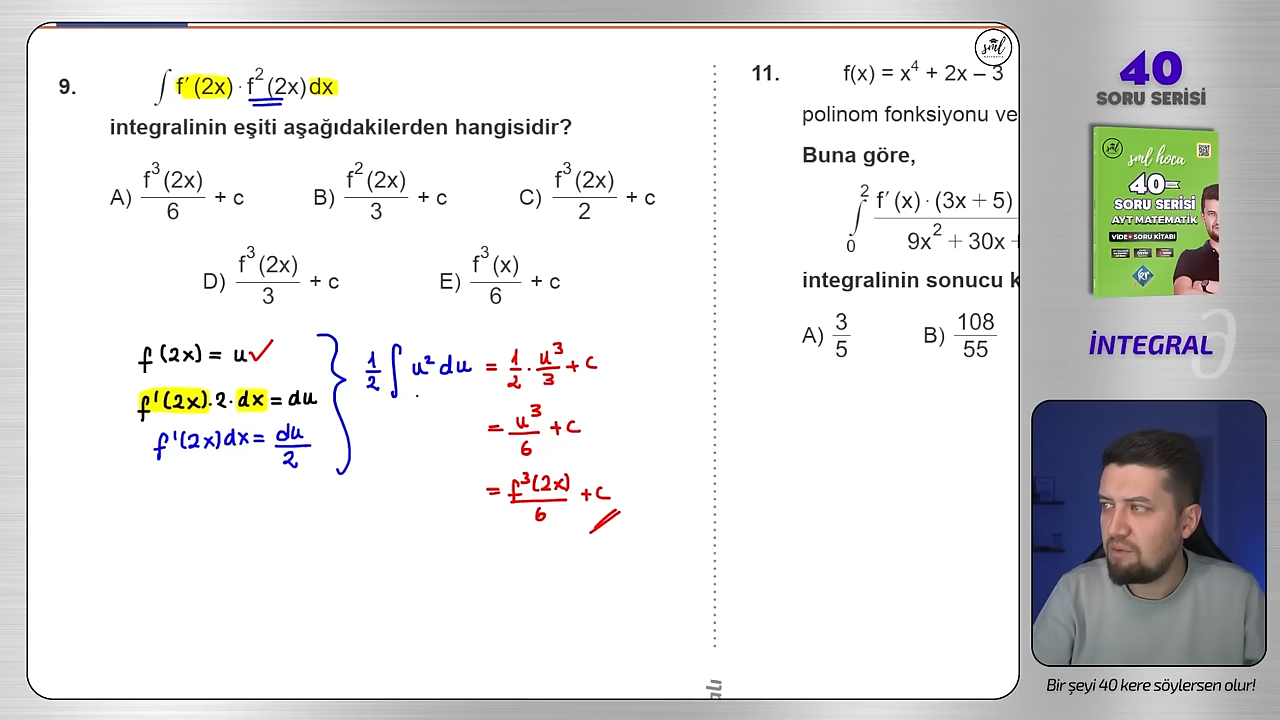 9. ∫ f′(2x) · f²(2x) dx
integralinin eşiti aşağıdakilerden hangisidir?
A) f³(2x)/6 + c B) f²(2x)/3 + c C) f³(2x)/2 + c
D) f³(2x)/3 + c E) f³(x)/6 + c
f(2x) = u ✓
f'(2x).2.dx = du
f'(2x)dx = du/2
1/2 ∫ u² du = 1/2 · u³/3 + c
= u³/6 + c
= f³(2x)/6 + c
sml
11. f(x) = x⁴ + 2x – 3
polinom fonksiyonu ve
Buna göre,
∫₀² f′(x) · (3x + 5) / 9x² + 30x +
integralinin sonucu k
A) 3/5 B) 108/55
40
SORU SERİSİ
sml hoca
40
SORU SERİSİ
AYT MATEMATİK
VİDEO SORU KİTABI
İNTEGRAL
Bir şeyi 40 kere söylersen olur!